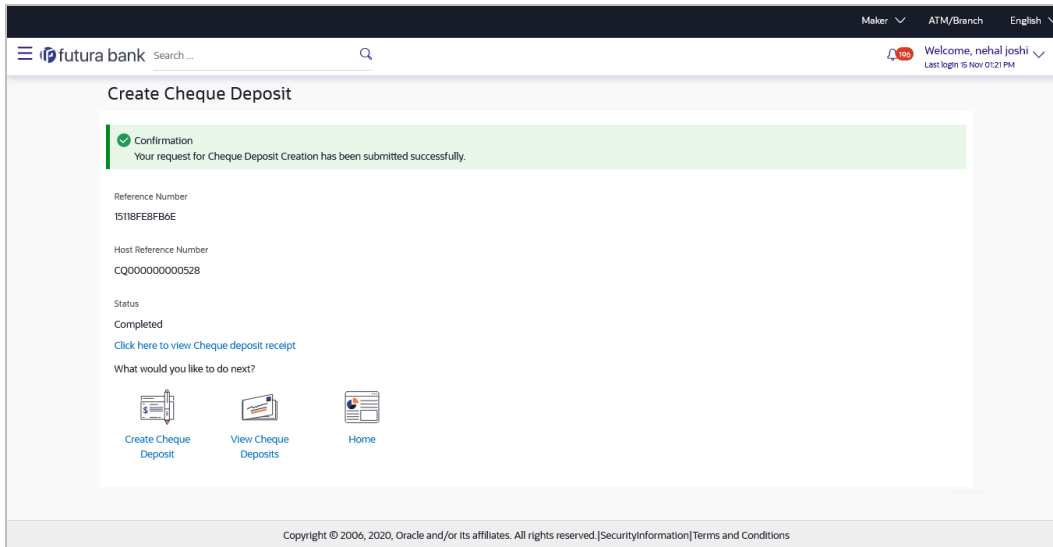 Maker ATM/Branch English
futura bank Search ... 196 Welcome, nehal joshi
Last login 15 Nov 01:21 PM
Create Cheque Deposit
Confirmation
Your request for Cheque Deposit Creation has been submitted successfully.
Reference Number
15118FE8FB6E
Host Reference Number
CQ000000000528
Status
Completed
Click here to view Cheque deposit receipt
What would you like to do next?
Create Cheque Deposit
View Cheque Deposits
Home
Copyright © 2006, 2020, Oracle and/or its affiliates. All rights reserved.|SecurityInformation|Terms and Conditions